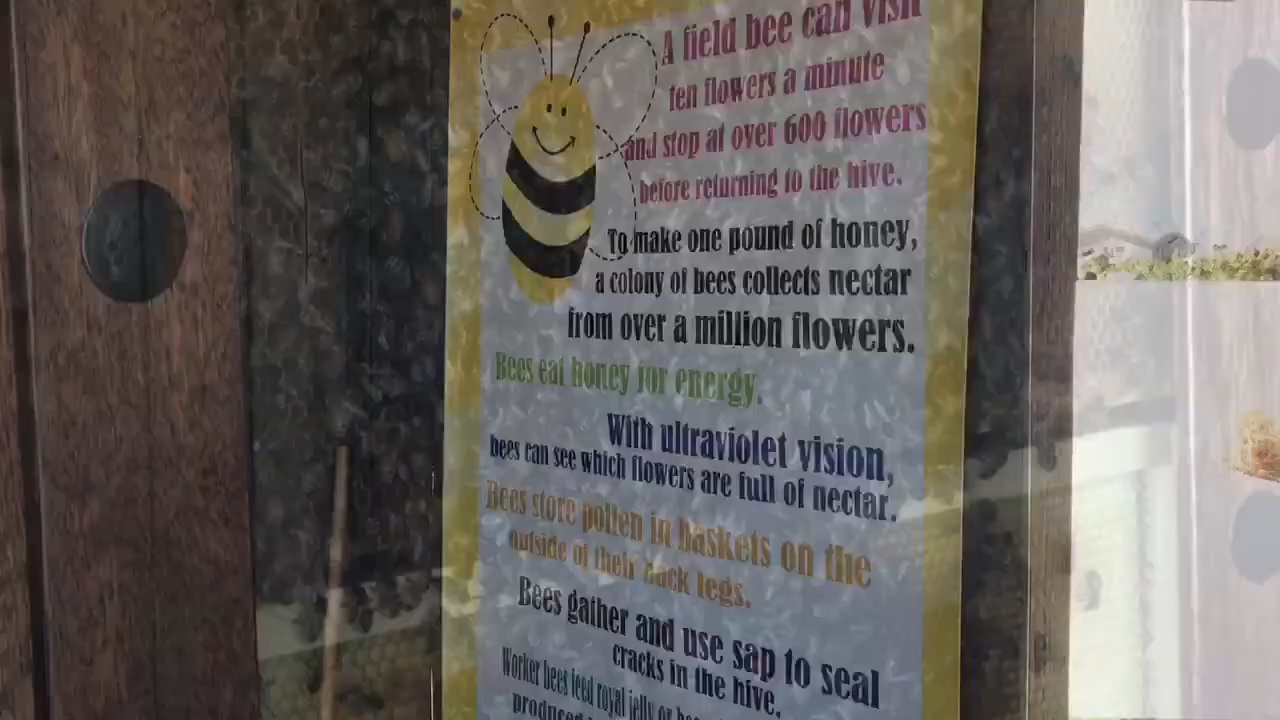 A field bee can visit
ten flowers a minute
and stop at over 600 flowers
before returning to the hive.
To make one pound of honey,
a colony of bees collects nectar
from over a million flowers.
Bees eat honey for energy.
With ultraviolet vision,
bees can see which flowers are full of nectar.
Bees store pollen in baskets on the
outside of their back legs.
Bees gather and use sap to seal
cracks in the hive.
Worker bees feed royal jelly or
produced